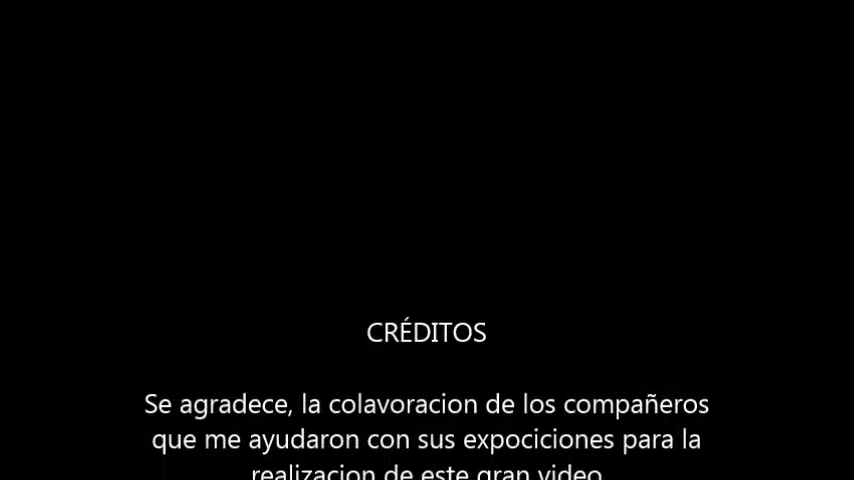 CRÉDITOS
Se agradece, la colavoracion de los compañeros
que me ayudaron con sus expociciones para la
realizacion de este gran video